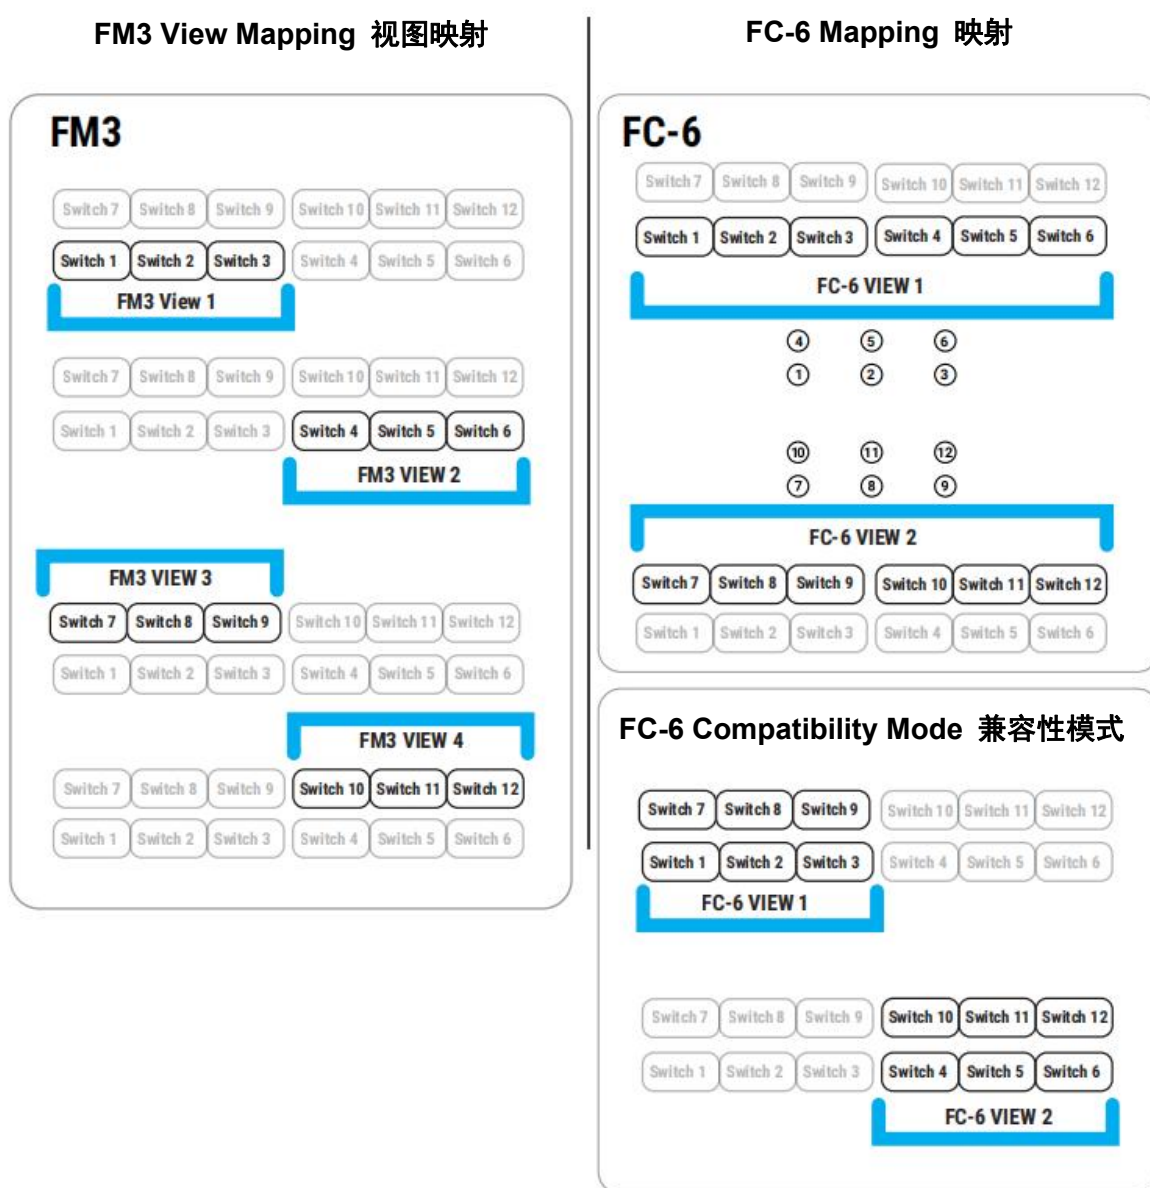 FM3 View Mapping 视图映射
FM3
Switch 7 Switch 8 Switch 9 Switch 10 Switch 11 Switch 12
Switch 1 Switch 2 Switch 3 Switch 4 Switch 5 Switch 6
FM3 View 1
Switch 7 Switch 8 Switch 9 Switch 10 Switch 11 Switch 12
Switch 1 Switch 2 Switch 3 Switch 4 Switch 5 Switch 6
FM3 VIEW 2
FM3 VIEW 3
Switch 7 Switch 8 Switch 9 Switch 10 Switch 11 Switch 12
Switch 1 Switch 2 Switch 3 Switch 4 Switch 5 Switch 6
FM3 VIEW 4
Switch 7 Switch 8 Switch 9 Switch 10 Switch 11 Switch 12
Switch 1 Switch 2 Switch 3 Switch 4 Switch 5 Switch 6
FC-6 Mapping 映射
FC-6
Switch 7 Switch 8 Switch 9 Switch 10 Switch 11 Switch 12
Switch 1 Switch 2 Switch 3 Switch 4 Switch 5 Switch 6
FC-6 VIEW 1
④ ⑤ ⑥
① ② ③
⑩ ⑪ ⑫
⑦ ⑧ ⑨
FC-6 VIEW 2
Switch 7 Switch 8 Switch 9 Switch 10 Switch 11 Switch 12
Switch 1 Switch 2 Switch 3 Switch 4 Switch 5 Switch 6
FC-6 Compatibility Mode 兼容性模式
Switch 7 Switch 8 Switch 9 Switch 10 Switch 11 Switch 12
Switch 1 Switch 2 Switch 3 Switch 4 Switch 5 Switch 6
FC-6 VIEW 1
Switch 7 Switch 8 Switch 9 Switch 10 Switch 11 Switch 12
Switch 1 Switch 2 Switch 3 Switch 4 Switch 5 Switch 6
FC-6 VIEW 2